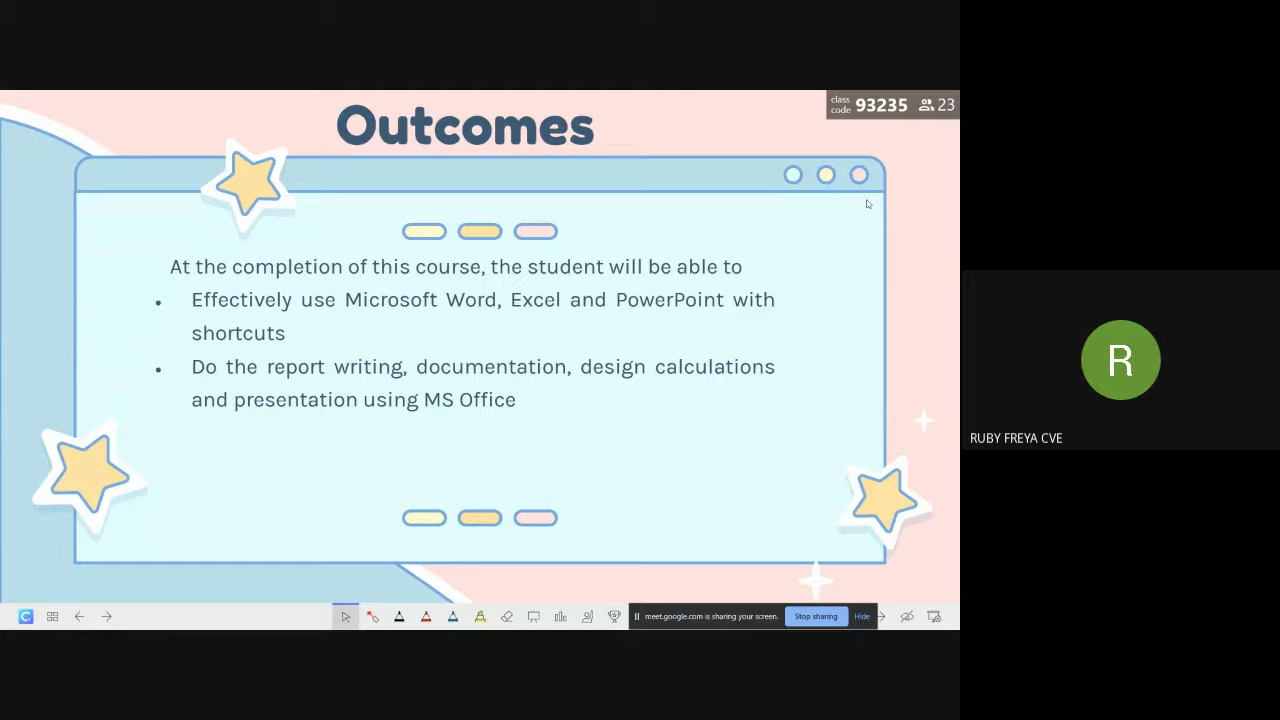 Outcomes
class
code 93235 23
At the completion of this course, the student will be able to
• Effectively use Microsoft Word, Excel and PowerPoint with
shortcuts
• Do the report writing, documentation, design calculations
and presentation using MS Office
R
RUBY FREYA CVE
C
meet.google.com is sharing your screen.
Stop sharing
Hide